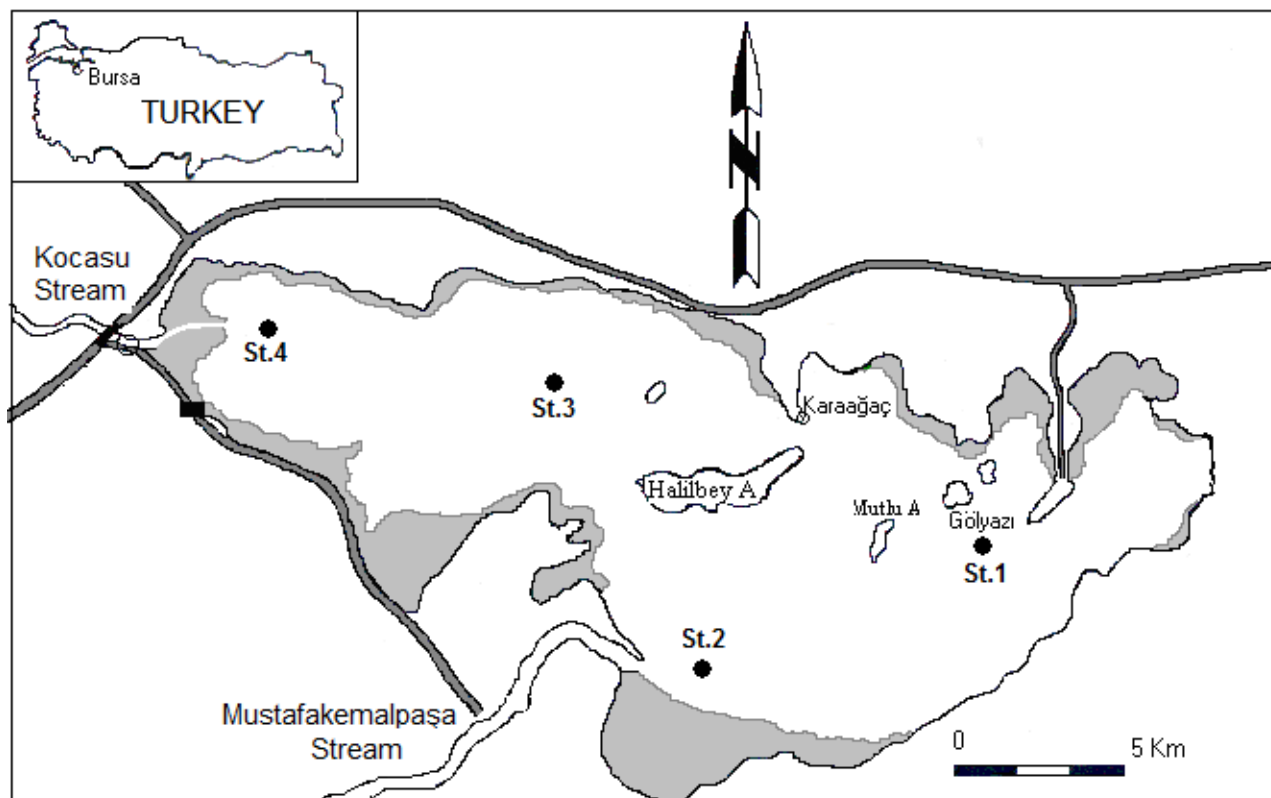 Bursa
TURKEY
N
Kocasu
Stream
St.4
St.3
Karaağaç
Halilbey A
Mutlu A
Gölyazı
St.1
St.2
Mustafakemalpaşa
Stream
0
5 Km